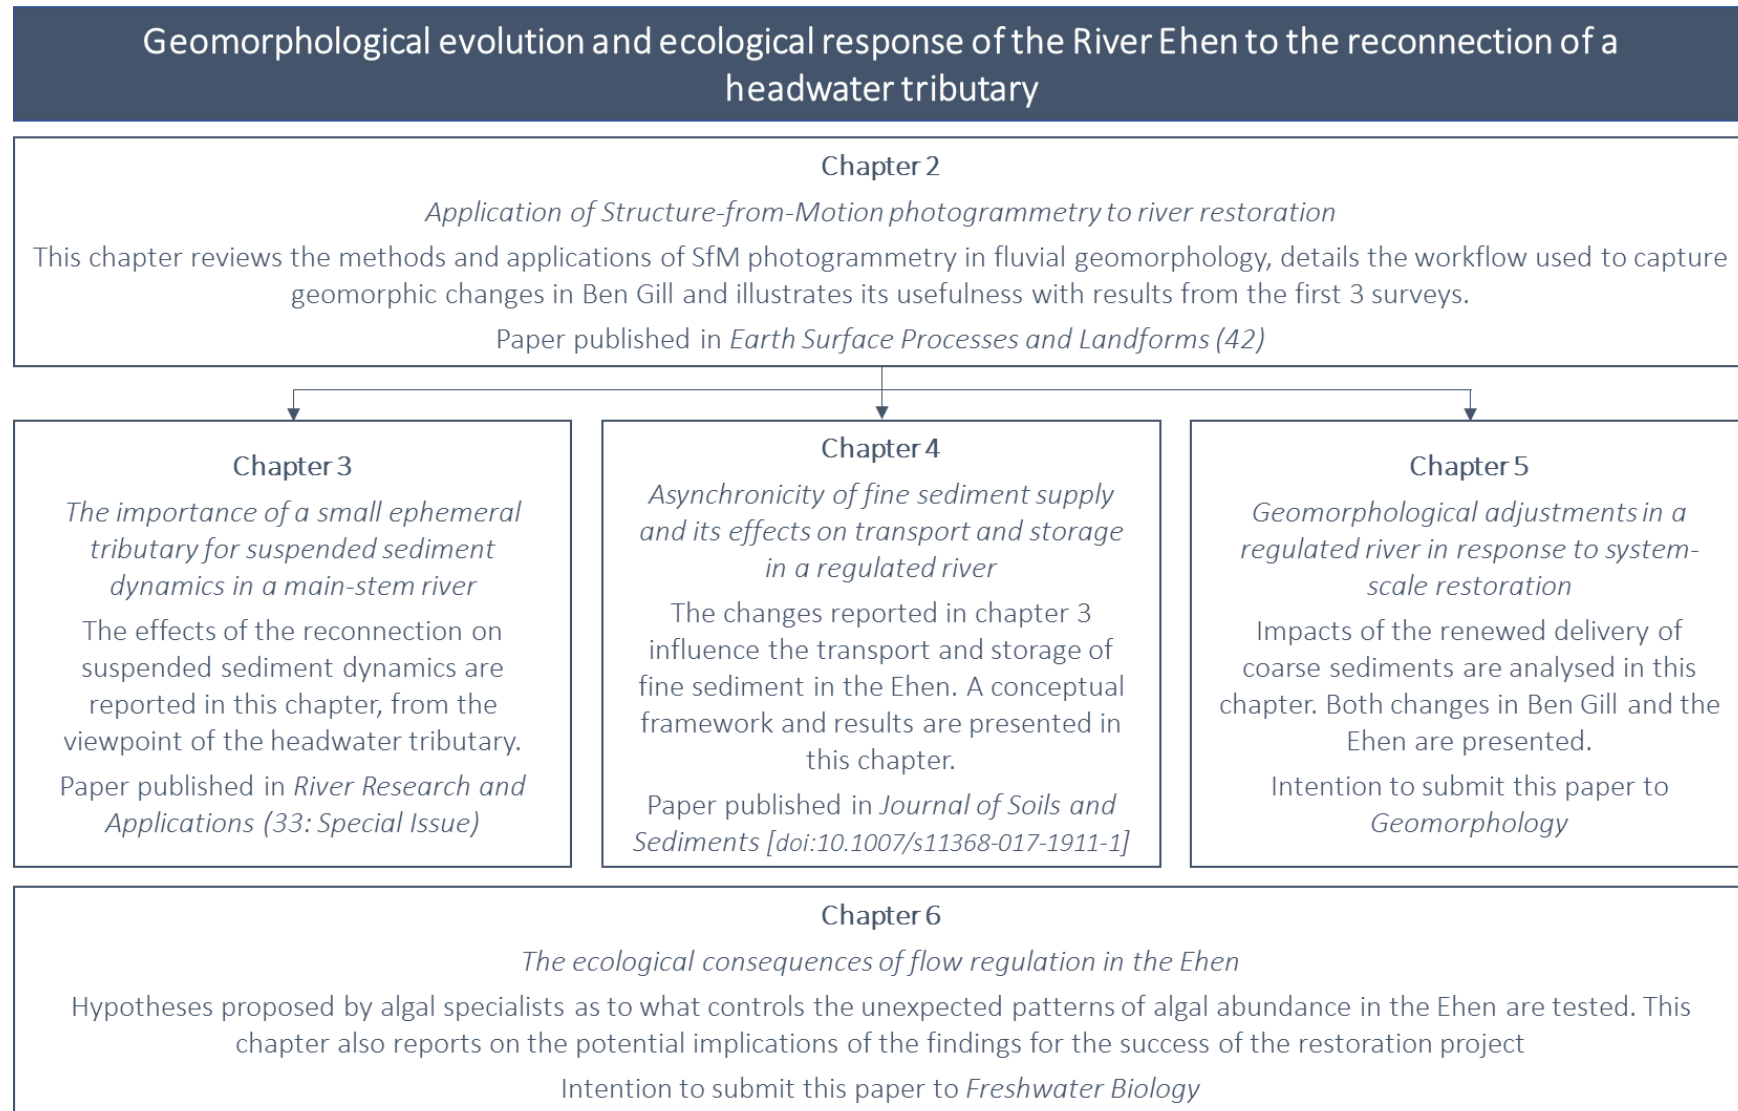 Geomorphological evolution and ecological response of the River Ehen to the reconnection of a
headwater tributary
Chapter 2
Application of Structure-from-Motion photogrammetry to river restoration
This chapter reviews the methods and applications of SfM photogrammetry in fluvial geomorphology, details the workflow used to capture
geomorphic changes in Ben Gill and illustrates its usefulness with results from the first 3 surveys.
Paper published in Earth Surface Processes and Landforms (42)
Chapter 3
The importance of a small ephemeral
tributary for suspended sediment
dynamics in a main-stem river
The effects of the reconnection on
suspended sediment dynamics are
reported in this chapter, from the
viewpoint of the headwater tributary.
Paper published in River Research and
Applications (33: Special Issue)
Chapter 4
Asynchronicity of fine sediment supply
and its effects on transport and storage
in a regulated river
The changes reported in chapter 3
influence the transport and storage of
fine sediment in the Ehen. A conceptual
framework and results are presented in
this chapter.
Paper published in Journal of Soils and
Sediments [doi:10.1007/s11368-017-1911-1]
Chapter 5
Geomorphological adjustments in a
regulated river in response to system-
scale restoration
Impacts of the renewed delivery of
coarse sediments are analysed in this
chapter. Both changes in Ben Gill and the
Ehen are presented.
Intention to submit this paper to
Geomorphology
Chapter 6
The ecological consequences of flow regulation in the Ehen
Hypotheses proposed by algal specialists as to what controls the unexpected patterns of algal abundance in the Ehen are tested. This
chapter also reports on the potential implications of the findings for the success of the restoration project
Intention to submit this paper to Freshwater Biology